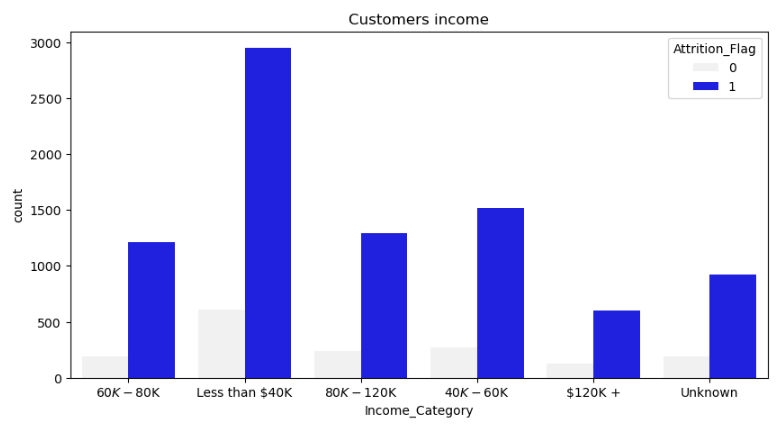 Customers income
3000
2500
2000
1500
1000
500
0
count
Attrition_Flag
0
1
60K − 80K
Less than $40K
80K − 120K
40K − 60K
$120K +
Unknown
Income_Category